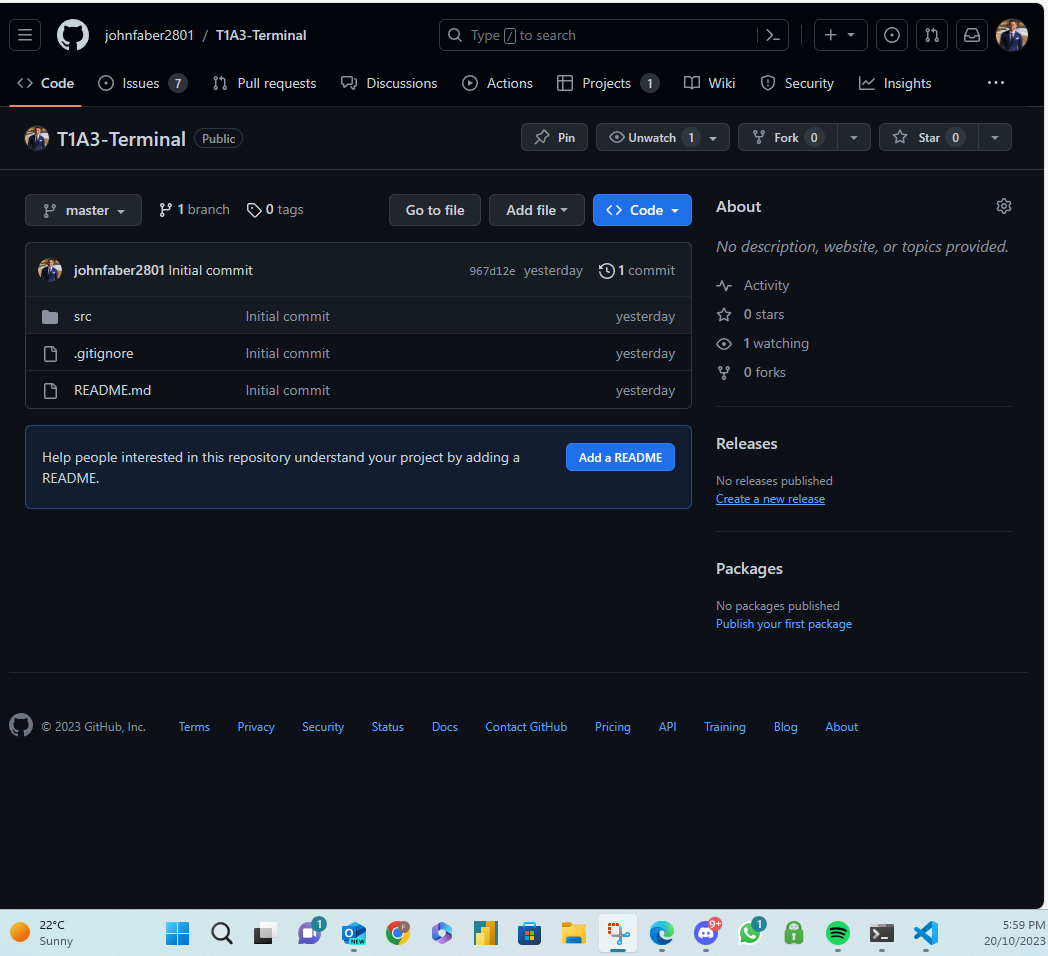 johnfaber2801 / T1A3-Terminal
Type / to search
Code
Issues 7
Pull requests
Discussions
Actions
Projects 1
Wiki
Security
Insights
T1A3-Terminal Public
Pin
Unwatch 1
Fork 0
Star 0
master
1 branch
0 tags
Go to file
Add file
Code
johnfaber2801 Initial commit 967d12e yesterday 1 commit
src Initial commit yesterday
.gitignore Initial commit yesterday
README.md Initial commit yesterday
Help people interested in this repository understand your project by adding a
README.
Add a README
About
No description, website, or topics provided.
Activity
0 stars
1 watching
0 forks
Releases
No releases published
Create a new release
Packages
No packages published
Publish your first package
© 2023 GitHub, Inc. Terms Privacy Security Status Docs Contact GitHub Pricing API Training Blog About
22°C
Sunny
1
NEW
9+
1
5:59 PM
20/10/2023